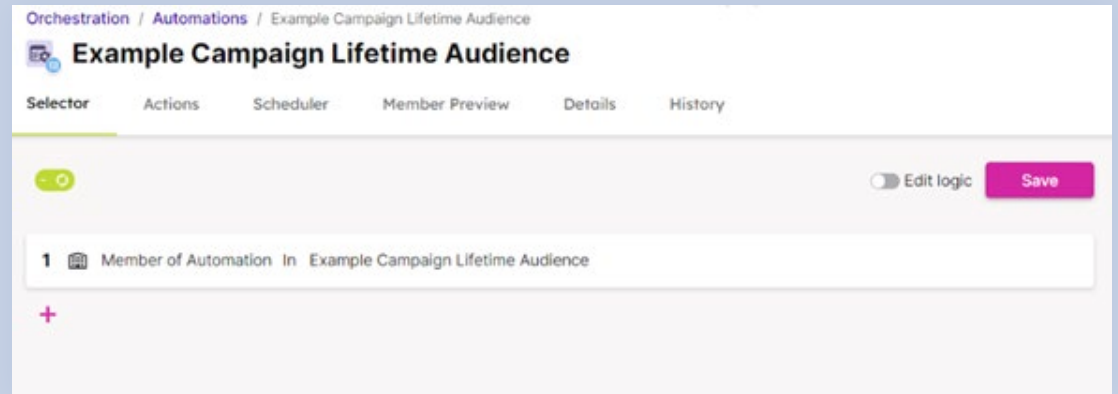 Orchestration / Automations / Example Campaign Lifetime Audience
Example Campaign Lifetime Audience
Selector Actions Scheduler Member Preview Details History
Edit logic Save
1 Member of Automation In Example Campaign Lifetime Audience
+